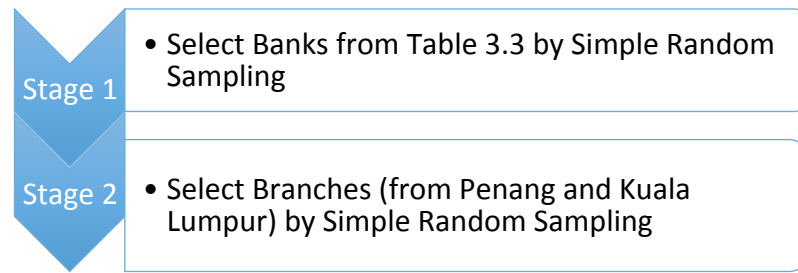 Stage 1
• Select Banks from Table 3.3 by Simple Random
Sampling
Stage 2
• Select Branches (from Penang and Kuala
Lumpur) by Simple Random Sampling